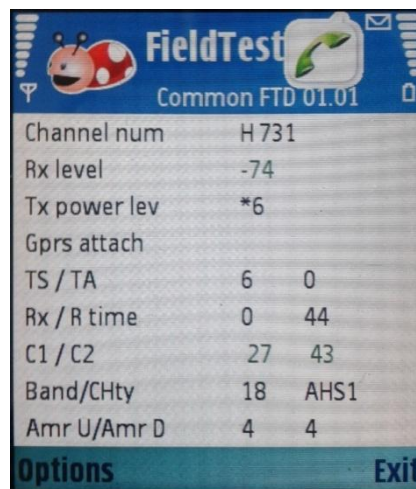 FieldTest
Common FTD 01.01
Channel num H 731
Rx level -74
Tx power lev *6
Gprs attach
TS / TA 6 0
Rx / R time 0 44
C1 / C2 27 43
Band/CHty 18 AHS1
Amr U/Amr D 4 4
Options Exit